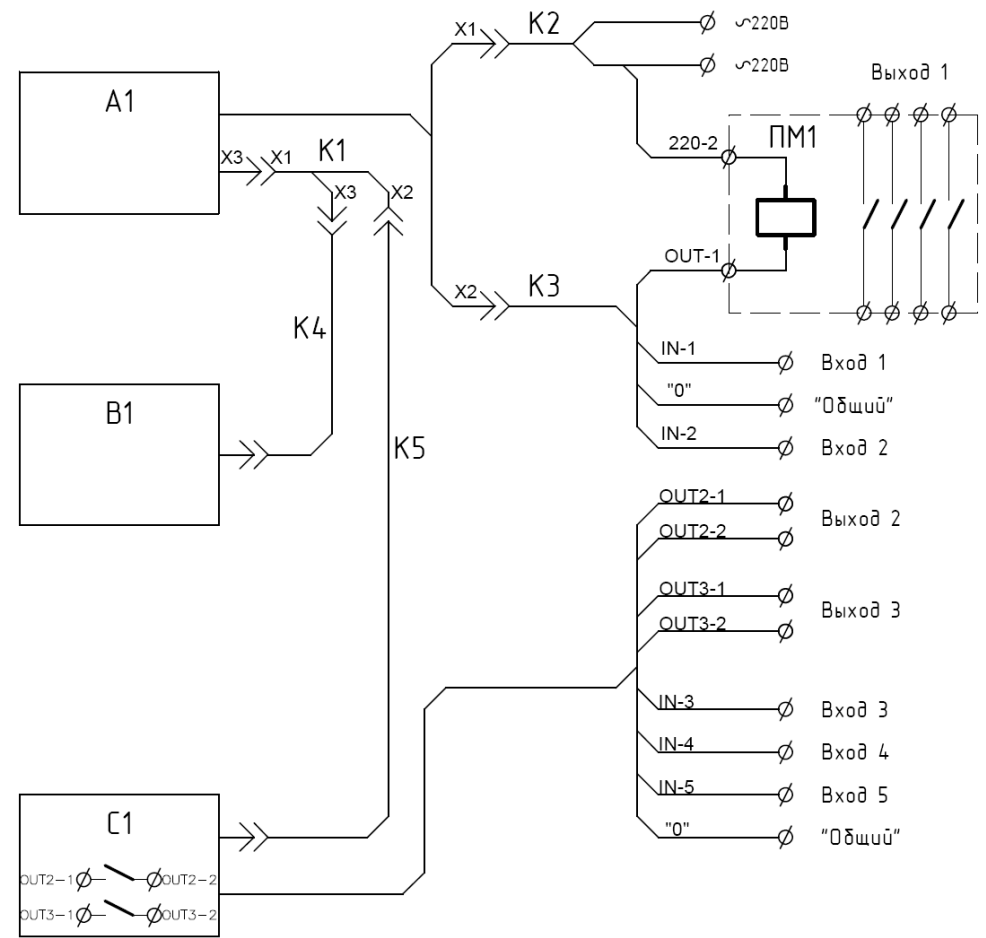 X1
K2
~220В
~220В
Выход 1
A1
220-2
ПМ1
X3
X1
K1
X3
X2
OUT-1
X2
K3
K4
IN-1
Вход 1
"0"
"Общий"
IN-2
Вход 2
B1
K5
OUT2-1
Выход 2
OUT2-2
OUT3-1
Выход 3
OUT3-2
IN-3
Вход 3
IN-4
Вход 4
IN-5
Вход 5
"0"
"Общий"
C1
OUT2-1
OUT2-2
OUT3-1
OUT3-2